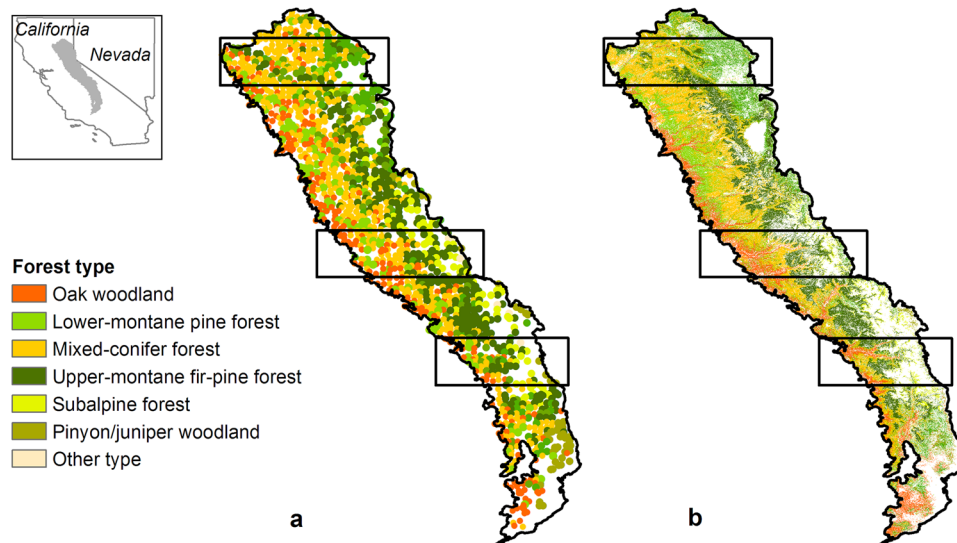 California
Nevada
Forest type
Oak woodland
Lower-montane pine forest
Mixed-conifer forest
Upper-montane fir-pine forest
Subalpine forest
Pinyon/juniper woodland
Other type
a
b